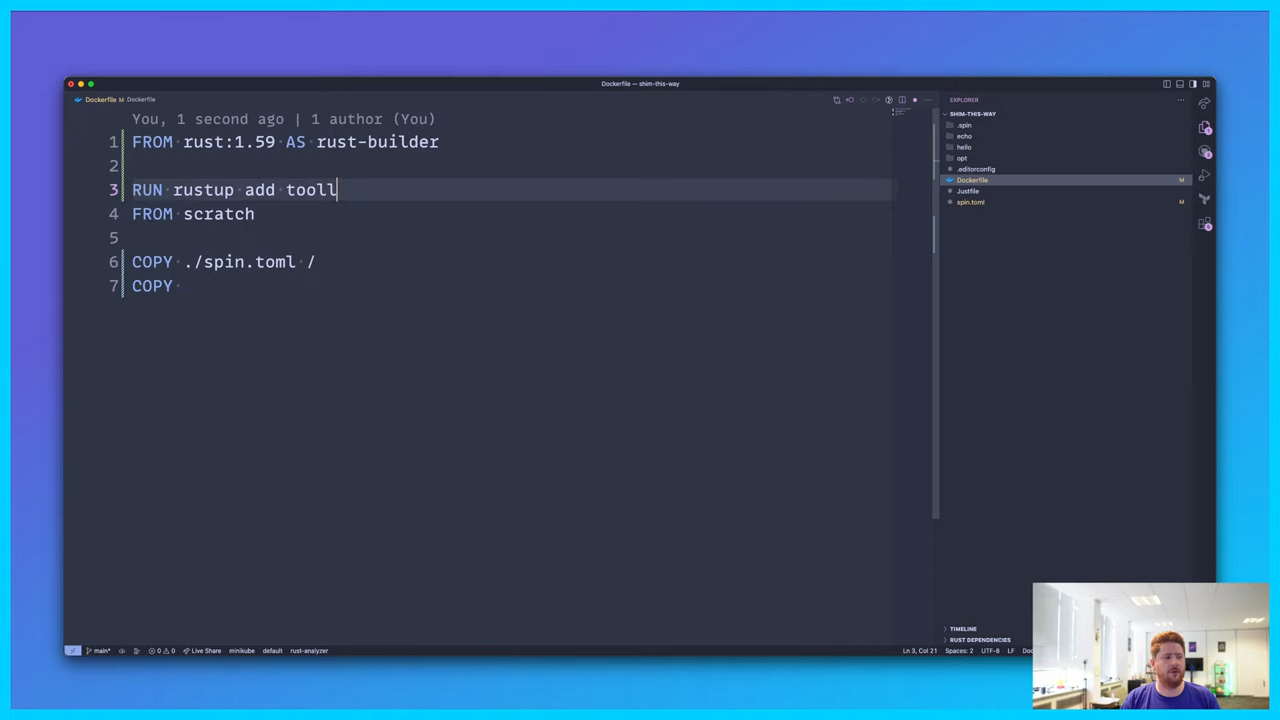 Dockerfile — shim-this-way
Dockerfile M Dockerfile
You, 1 second ago | 1 author (You)
1 FROM rust:1.59 AS rust-builder
2
3 RUN rustup add tooll
4 FROM scratch
5
6 COPY ./spin.toml /
7 COPY
EXPLORER
SHIM-THIS-WAY
.spin
echo
hello
opt
.editorconfig
Dockerfile M
Justfile
spin.toml M
TIMELINE
RUST DEPENDENCIES
main* 0 0 Live Share minikube default rust-analyzer
Ln 3, Col 21 Spaces: 2 UTF-8 LF